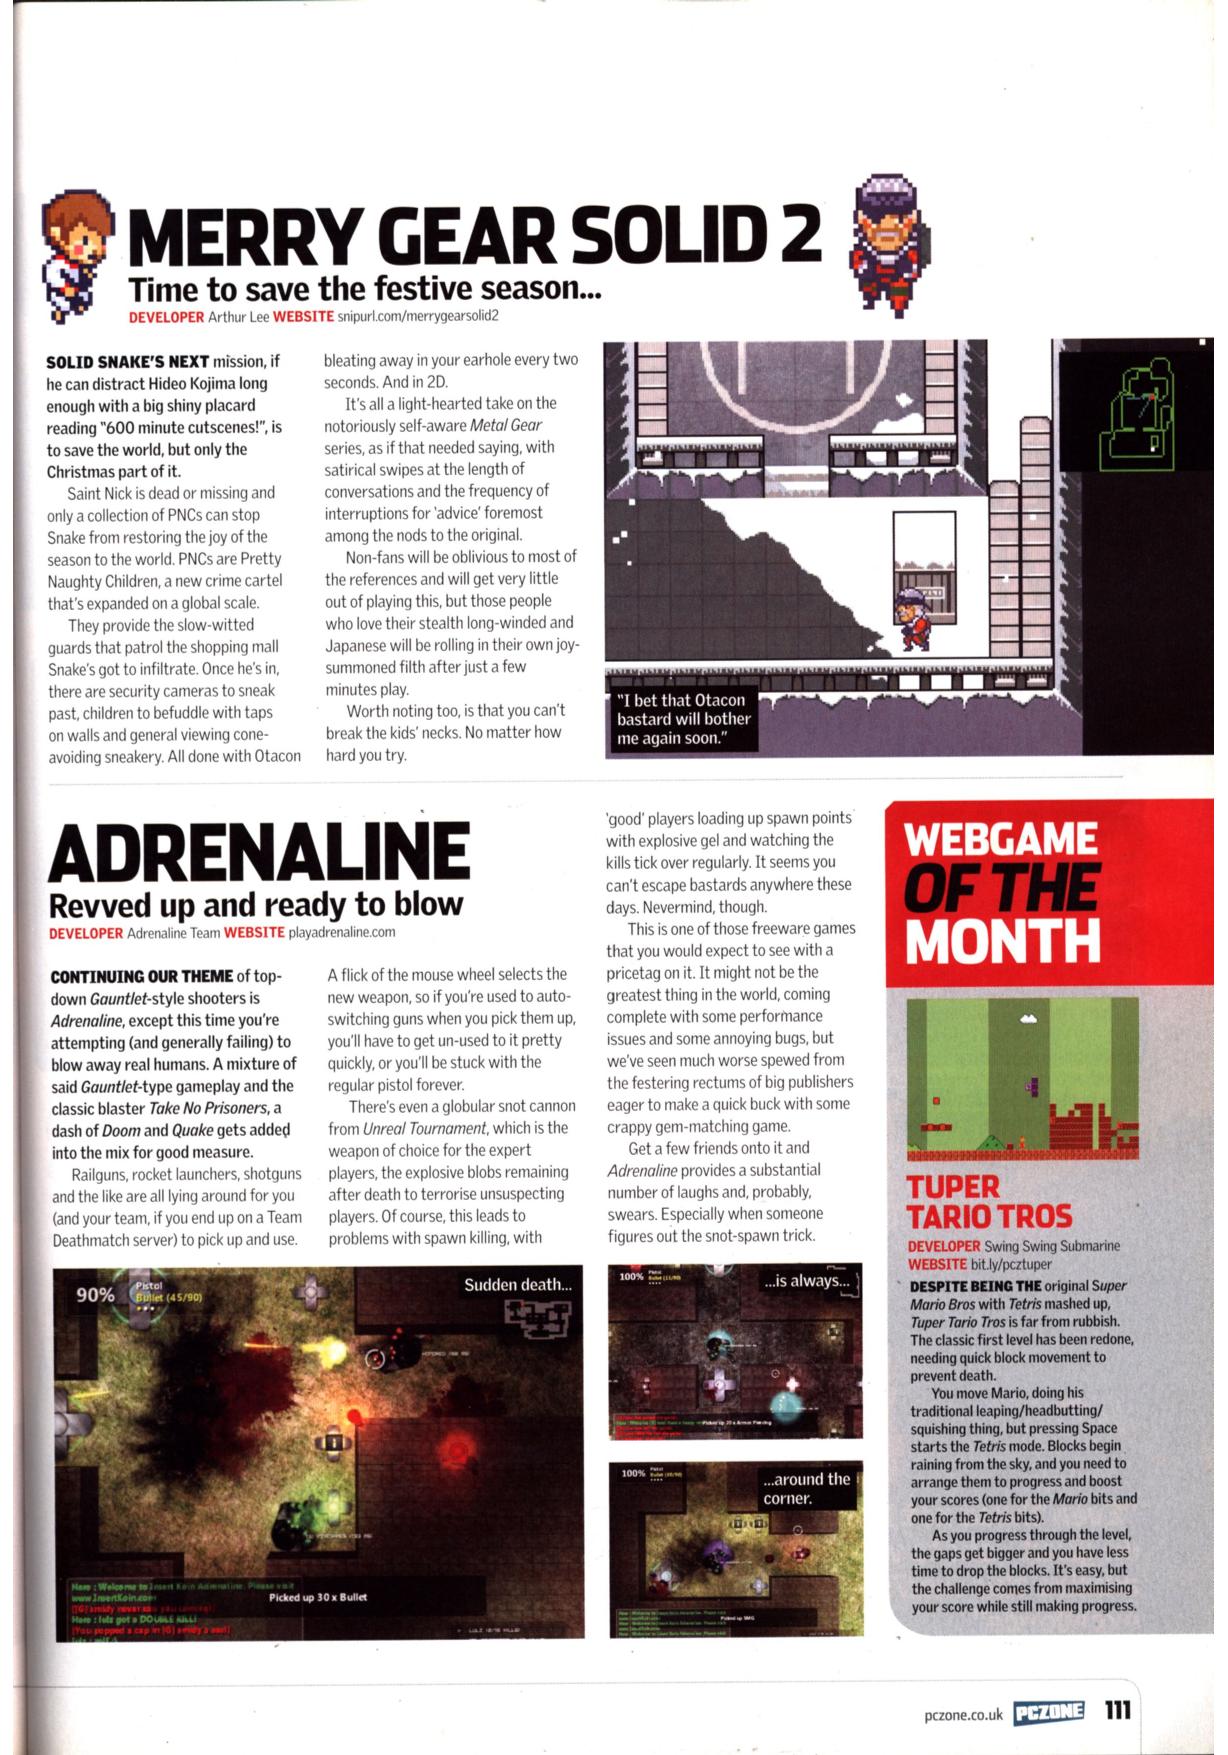 MERRY GEAR SOLID 2
Time to save the festive season...
DEVELOPER Arthur Lee WEBSITE snipurl.com/merrygearsolid2
SOLID SNAKE'S NEXT mission, if
he can distract Hideo Kojima long
enough with a big shiny placard
reading "600 minute cutscenes!", is
to save the world, but only the
Christmas part of it.
Saint Nick is dead or missing and
only a collection of PNCs can stop
Snake from restoring the joy of the
season to the world. PNCs are Pretty
Naughty Children, a new crime cartel
that's expanded on a global scale.
They provide the slow-witted
guards that patrol the shopping mall
Snake's got to infiltrate. Once he's in,
there are security cameras to sneak
past, children to befuddle with taps
on walls and general viewing cone-
avoiding sneakery. All done with Otacon
bleating away in your earhole every two
seconds. And in 2D.
It's all a light-hearted take on the
notoriously self-aware Metal Gear
series, as if that needed saying, with
satirical swipes at the length of
conversations and the frequency of
interruptions for 'advice' foremost
among the nods to the original.
Non-fans will be oblivious to most of
the references and will get very little
out of playing this, but those people
who love their stealth long-winded and
Japanese will be rolling in their own joy-
summoned filth after just a few
minutes play.
Worth noting too, is that you can't
break the kids' necks. No matter how
hard you try.
"I bet that Otacon
bastard will bother
me again soon."
ADRENALINE
Revved up and ready to blow
DEVELOPER Adrenaline Team WEBSITE playadrenaline.com
CONTINUING OUR THEME of top-
down Gauntlet-style shooters is
Adrenaline, except this time you're
attempting (and generally failing) to
blow away real humans. A mixture of
said Gauntlet-type gameplay and the
classic blaster Take No Prisoners, a
dash of Doom and Quake gets added
into the mix for good measure.
Railguns, rocket launchers, shotguns
and the like are all lying around for you
(and your team, if you end up on a Team
Deathmatch server) to pick up and use.
A flick of the mouse wheel selects the
new weapon, so if you're used to auto-
switching guns when you pick them up,
you'll have to get un-used to it pretty
quickly, or you'll be stuck with the
regular pistol forever.
There's even a globular snot cannon
from Unreal Tournament, which is the
weapon of choice for the expert
players, the explosive blobs remaining
after death to terrorise unsuspecting
players. Of course, this leads to
problems with spawn killing, with
'good' players loading up spawn points
with explosive gel and watching the
kills tick over regularly. It seems you
can't escape bastards anywhere these
days. Nevermind, though.
This is one of those freeware games
that you would expect to see with a
pricetag on it. It might not be the
greatest thing in the world, coming
complete with some performance
issues and some annoying bugs, but
we've seen much worse spewed from
the festering rectums of big publishers
eager to make a quick buck with some
crappy gem-matching game.
Get a few friends onto it and
Adrenaline provides a substantial
number of laughs and, probably,
swears. Especially when someone
figures out the snot-spawn trick.
90%
Pistol
Bullet (45/90)
Sudden death...
Hero : Welcome to Insert Koin Adrenaline. Please visit
www.InsertKoin.com
Picked up 30 x Bullet
Hero : lulz got a DOUBLE KILL!
100%
Pistol
...is always...
Picked up 20 x Armor Piercing
100%
Pistol
...around the
corner.
Picked up SMG
WEBGAME
OF THE
MONTH
TUPER
TARIO TROS
DEVELOPER Swing Swing Submarine
WEBSITE bit.ly/pcztuper
DESPITE BEING THE original Super
Mario Bros with Tetris mashed up,
Tuper Tario Tros is far from rubbish.
The classic first level has been redone,
needing quick block movement to
prevent death.
You move Mario, doing his
traditional leaping/headbutting/
squishing thing, but pressing Space
starts the Tetris mode. Blocks begin
raining from the sky, and you need to
arrange them to progress and boost
your scores (one for the Mario bits and
one for the Tetris bits).
As you progress through the level,
the gaps get bigger and you have less
time to drop the blocks. It's easy, but
the challenge comes from maximising
your score while still making progress.
pczone.co.uk PCZONE 111